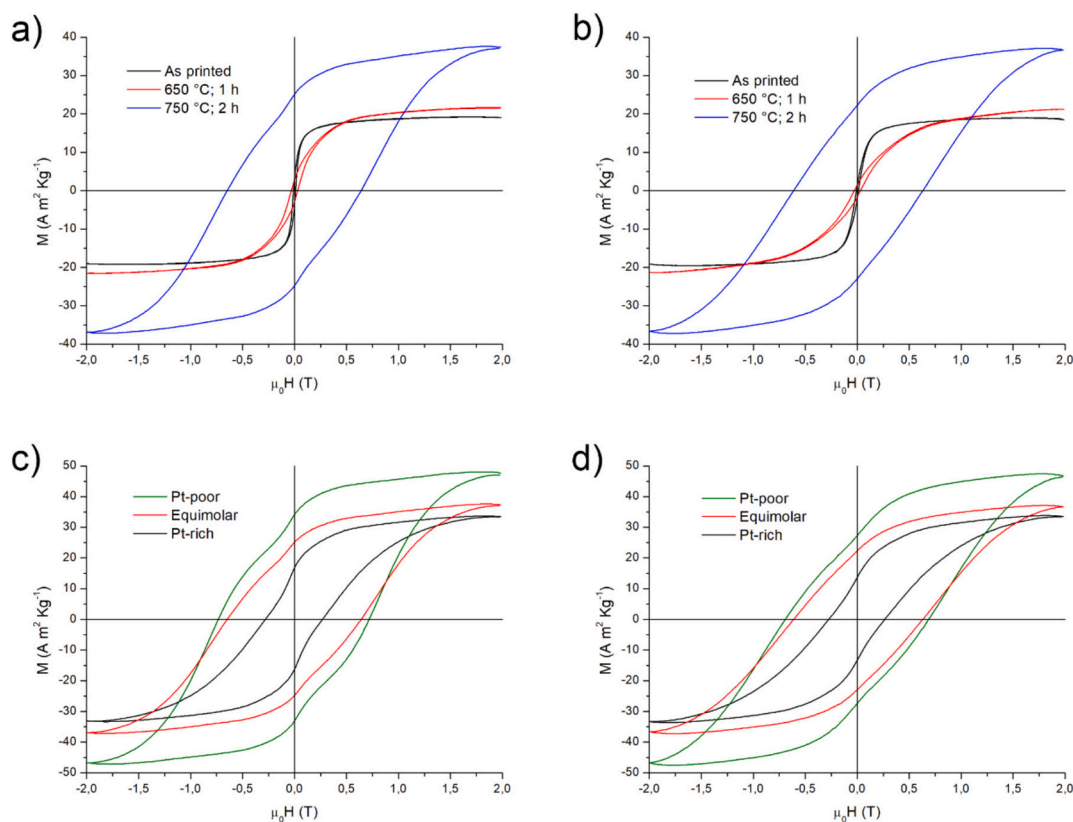 a)
M (A m² Kg⁻¹)
40
30
20
10
0
-10
-20
-30
-40
As printed
650 °C; 1 h
750 °C; 2 h
-2,0 -1,5 -1,0 -0,5 0,0 0,5 1,0 1,5 2,0
μ₀H (T)
b)
M (A m² Kg⁻¹)
40
30
20
10
0
-10
-20
-30
-40
As printed
650 °C; 1 h
750 °C; 2 h
-2,0 -1,5 -1,0 -0,5 0,0 0,5 1,0 1,5 2,0
μ₀H (T)
c)
M (A m² Kg⁻¹)
50
40
30
20
10
0
-10
-20
-30
-40
-50
Pt-poor
Equimolar
Pt-rich
-2,0 -1,5 -1,0 -0,5 0,0 0,5 1,0 1,5 2,0
μ₀H (T)
d)
M (A m² Kg⁻¹)
50
40
30
20
10
0
-10
-20
-30
-40
-50
Pt-poor
Equimolar
Pt-rich
-2,0 -1,5 -1,0 -0,5 0,0 0,5 1,0 1,5 2,0
μ₀H (T)